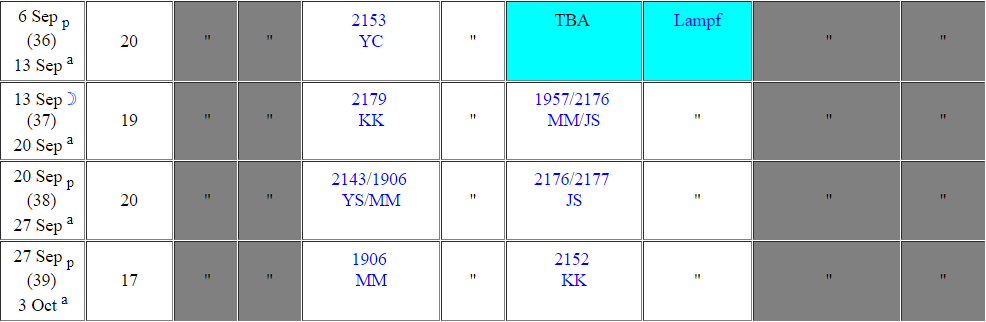 6 Sep p
(36)
13 Sep a
20
"
"
2153
YC
"
TBA
Lampf
"
"
13 Sep ☽
(37)
20 Sep a
19
"
"
2179
KK
"
1957/2176
MM/JS
"
"
"
20 Sep p
(38)
27 Sep a
20
"
"
2143/1906
YS/MM
"
2176/2177
JS
"
"
"
27 Sep p
(39)
3 Oct a
17
"
"
1906
MM
"
2152
KK
"
"
"